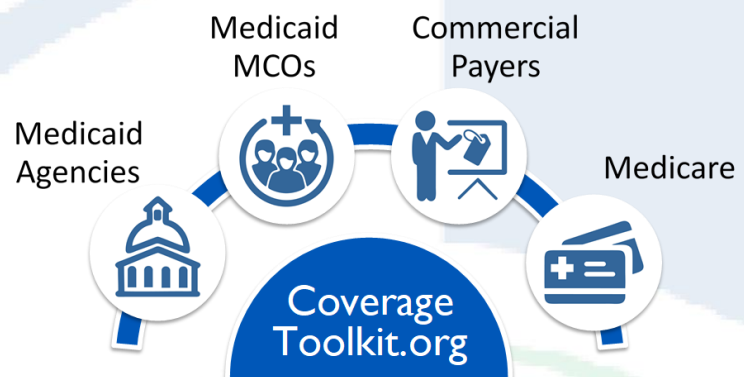 Medicaid
MCOs
Commercial
Payers
Medicaid
Agencies
Medicare
Coverage
Toolkit.org